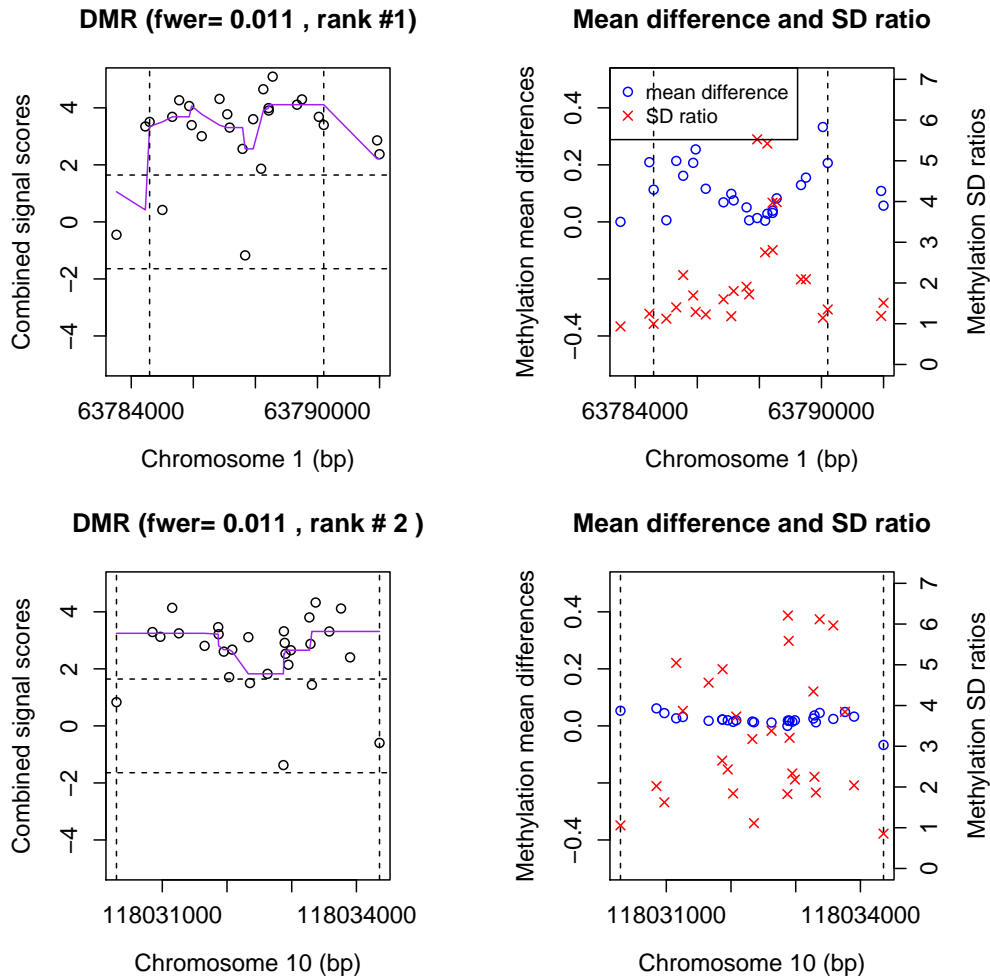 DMR (fwer= 0.011 , rank #1)
Combined signal scores
4
2
0
−2
−4
63784000
63790000
Chromosome 1 (bp)
Mean difference and SD ratio
mean difference
SD ratio
Methylation mean differences
0.4
0.2
0.0
−0.4
7
6
5
4
3
2
1
0
Methylation SD ratios
63784000
63790000
Chromosome 1 (bp)
DMR (fwer= 0.011 , rank # 2 )
Combined signal scores
4
2
0
−2
−4
118031000
118034000
Chromosome 10 (bp)
Mean difference and SD ratio
Methylation mean differences
0.4
0.2
0.0
−0.4
7
6
5
4
3
2
1
0
Methylation SD ratios
118031000
118034000
Chromosome 10 (bp)